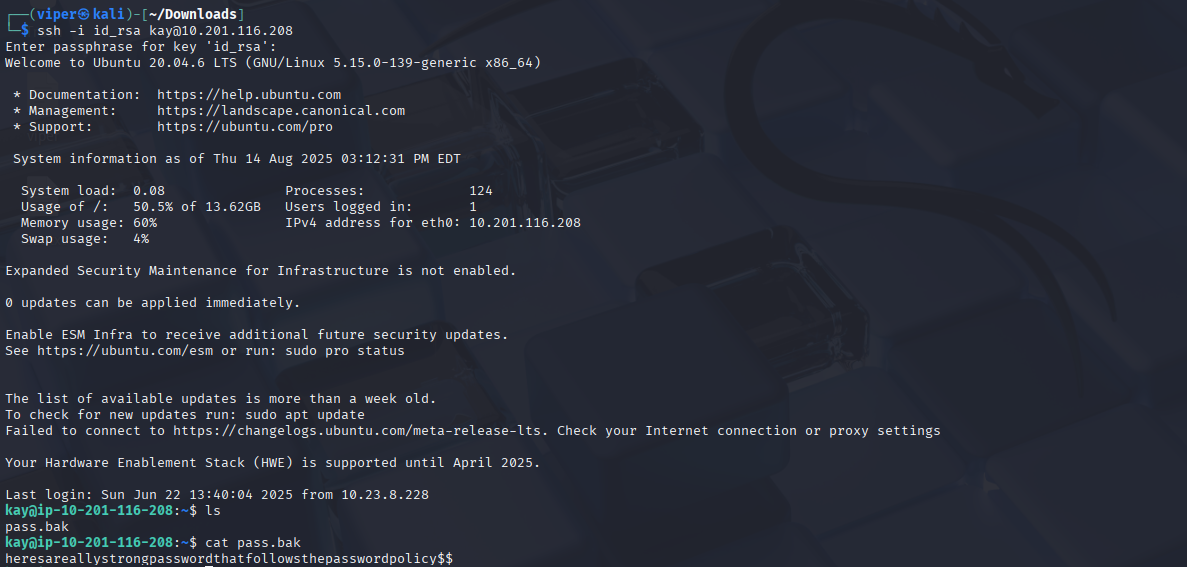 ┌──(viper㉿kali)-[~/Downloads]
└─$ ssh -i id_rsa kay@10.201.116.208
Enter passphrase for key 'id_rsa':
Welcome to Ubuntu 20.04.6 LTS (GNU/Linux 5.15.0-139-generic x86_64)
* Documentation:  https://help.ubuntu.com
* Management:     https://landscape.canonical.com
* Support:        https://ubuntu.com/pro
System information as of Thu 14 Aug 2025 03:12:31 PM EDT
System load:  0.08               Processes:             124
Usage of /:   50.5% of 13.62GB   Users logged in:       1
Memory usage: 60%                IPv4 address for eth0: 10.201.116.208
Swap usage:   4%
Expanded Security Maintenance for Infrastructure is not enabled.
0 updates can be applied immediately.
Enable ESM Infra to receive additional future security updates.
See https://ubuntu.com/esm or run: sudo pro status
The list of available updates is more than a week old.
To check for new updates run: sudo apt update
Failed to connect to https://changelogs.ubuntu.com/meta-release-lts. Check your Internet connection or proxy settings
Your Hardware Enablement Stack (HWE) is supported until April 2025.
Last login: Sun Jun 22 13:40:04 2025 from 10.23.8.228
kay@ip-10-201-116-208:~$ ls
pass.bak
kay@ip-10-201-116-208:~$ cat pass.bak
heresareallystrongpasswordthatfollowsthepasswordpolicy$$